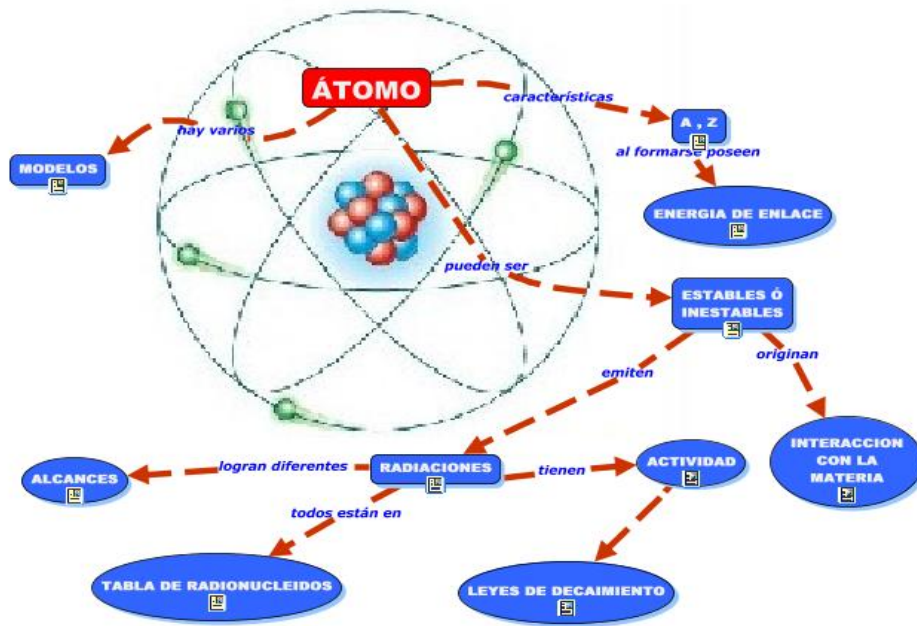 ÁTOMO
características
hay varios
A , Z
al formarse poseen
MODELOS
ENERGIA DE ENLACE
pueden ser
ESTABLES Ó
INESTABLES
originan
emiten
INTERACCION
CON LA
MATERIA
logran diferentes
RADIACIONES
tienen
ACTIVIDAD
ALCANCES
todos están en
TABLA DE RADIONUCLEIDOS
LEYES DE DECAIMIENTO